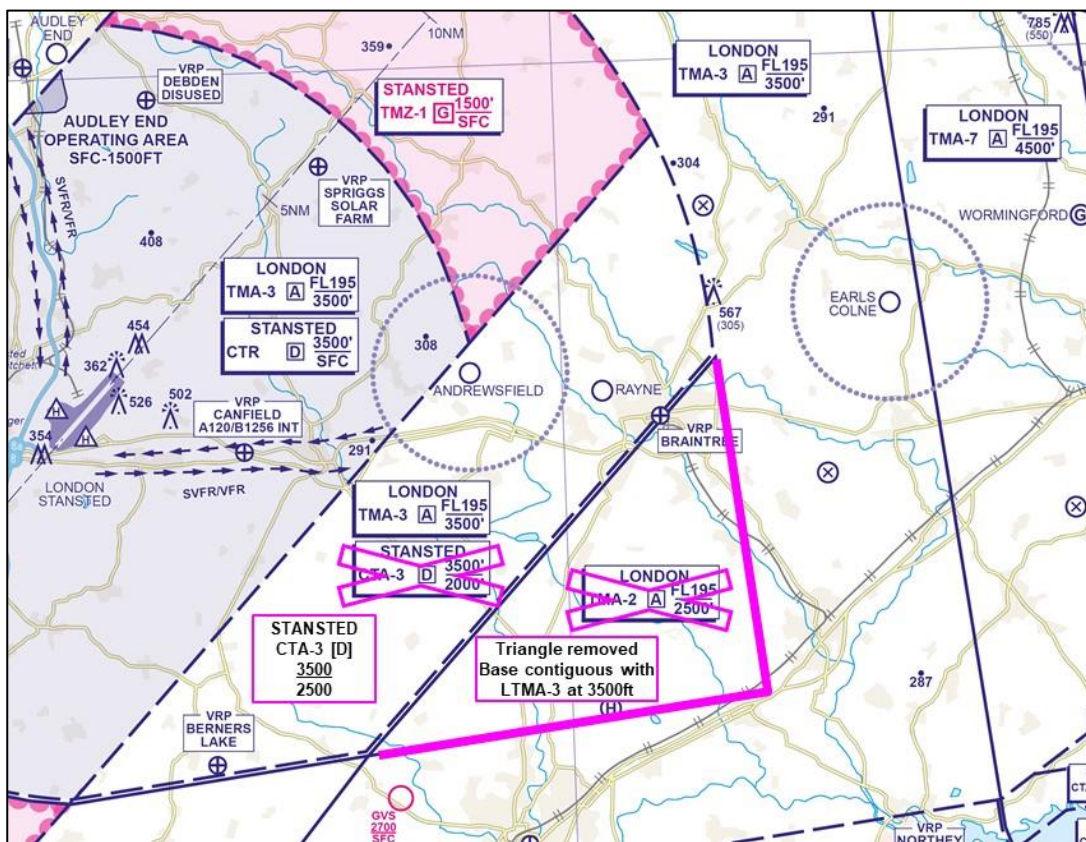 AUDLEY
END
359
10NM
785
(550)
VRP
DEBDEN
DISUSED
LONDON
TMA-3 A FL195
3500'
STANSTED
TMZ-1 G 1500'
SFC
AUDLEY END
OPERATING AREA
SFC-1500FT
291
LONDON
TMA-7 A FL195
4500'
304
SVFR/VFR
SVFR/VFR
VRP
SPRIGGS
SOLAR
FARM
5NM
WORMINGFORD G
408
LONDON
TMA-3 A FL195
3500'
STANSTED
CTR D 3500'
SFC
EARLS
COLNE
567
(305)
454
308
362
ANDREWSFIELD
RAYNE
526
502
VRP
CANFIELD
A120/B1256 INT
H
H
VRP
BRAINTREE
354
291
LONDON
STANSTED
SVFR/VFR
LONDON
TMA-3 A FL195
3500'
STANSTED
CTA-3 D 3500'
2000'
LONDON
TMA-2 A FL195
2500'
STANSTED
CTA-3 [D]
3500
2500
Triangle removed
Base contiguous with
LTMA-3 at 3500ft
(H)
287
VRP
BERNERS
LAKE
GVS
2700
SFC
VRP
NORTHEY